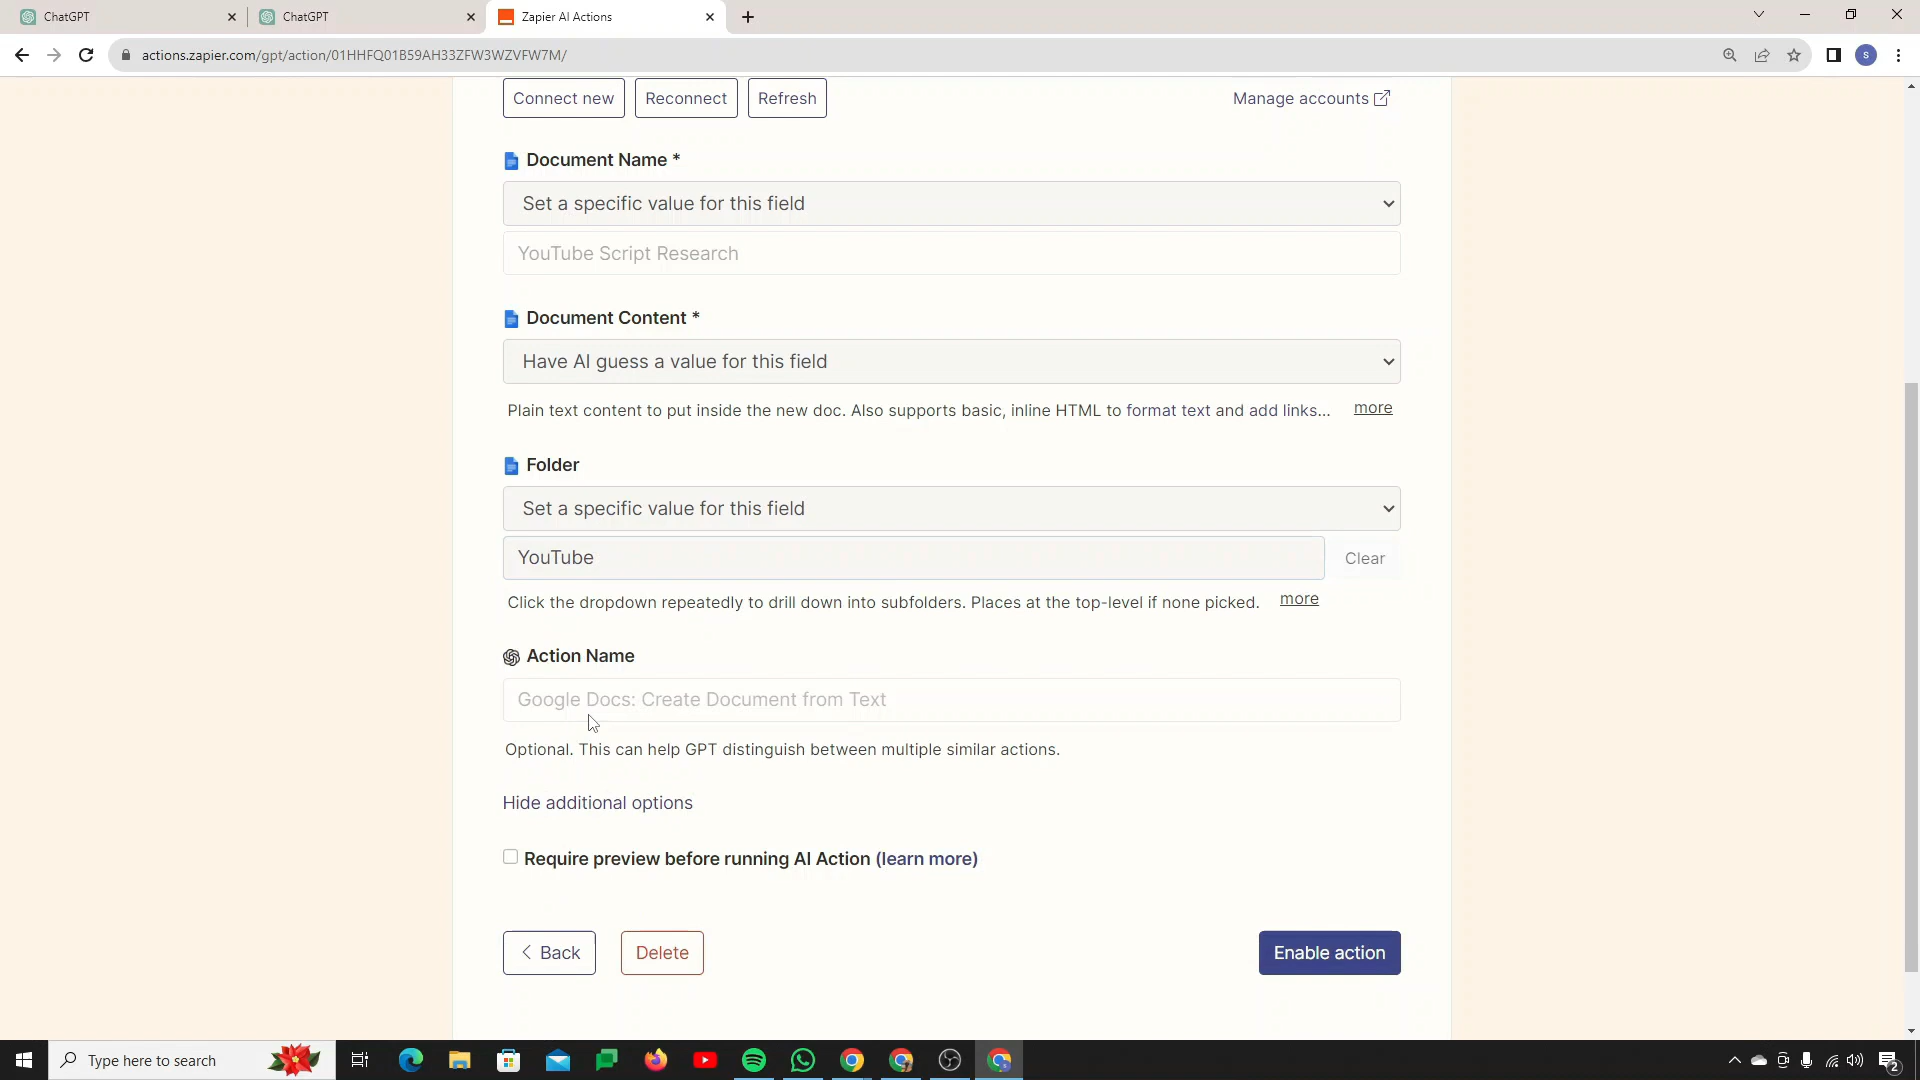 ChatGPT
ChatGPT
Zapier AI Actions
actions.zapier.com/gpt/action/01HHFQ01B59AH33ZFW3WZVFW7M/
S
Connect new
Reconnect
Refresh
Manage accounts
Document Name *
Set a specific value for this field
YouTube Script Research
Document Content *
Have AI guess a value for this field
Plain text content to put inside the new doc. Also supports basic, inline HTML to format text and add links...
more
Folder
Set a specific value for this field
YouTube
Clear
Click the dropdown repeatedly to drill down into subfolders. Places at the top-level if none picked.
more
Action Name
Google Docs: Create Document from Text
Optional. This can help GPT distinguish between multiple similar actions.
Hide additional options
Require preview before running AI Action (learn more)
Back
Delete
Enable action
Type here to search
2